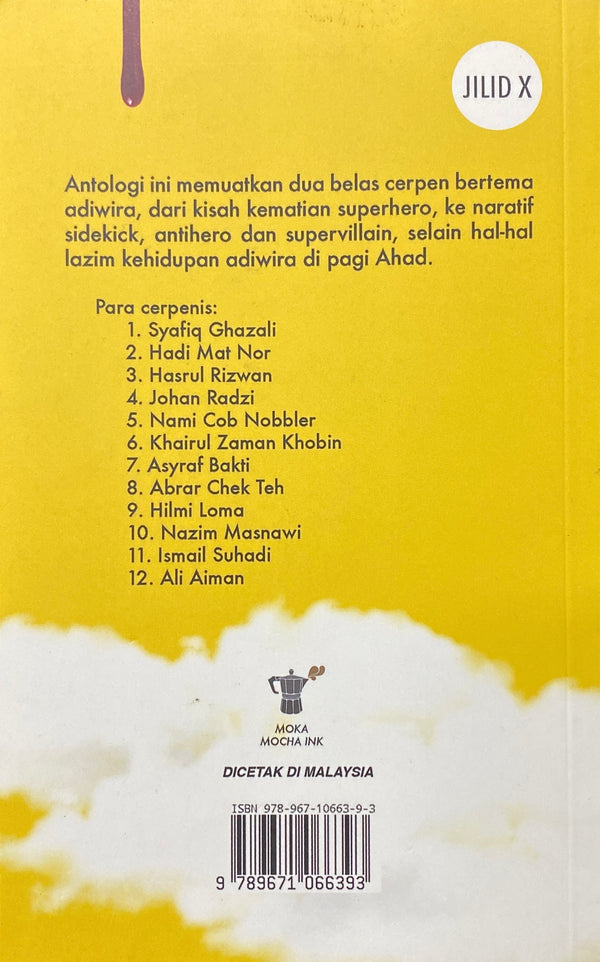 JILID X
Antologi ini memuatkan dua belas cerpen bertema
adiwira, dari kisah kematian superhero, ke naratif
sidekick, antihero dan supervillain, selain hal-hal
lazim kehidupan adiwira di pagi Ahad.
Para cerpenis:
1. Syafiq Ghazali
2. Hadi Mat Nor
3. Hasrul Rizwan
4. Johan Radzi
5. Nami Cob Nobbler
6. Khairul Zaman Khobin
7. Asyraf Bakti
8. Abrar Chek Teh
9. Hilmi Loma
10. Nazim Masnawi
11. Ismail Suhadi
12. Ali Aiman
MOKA
MOCHA INK
DICETAK DI MALAYSIA
ISBN 978-967-10663-9-3
9 789671 066393